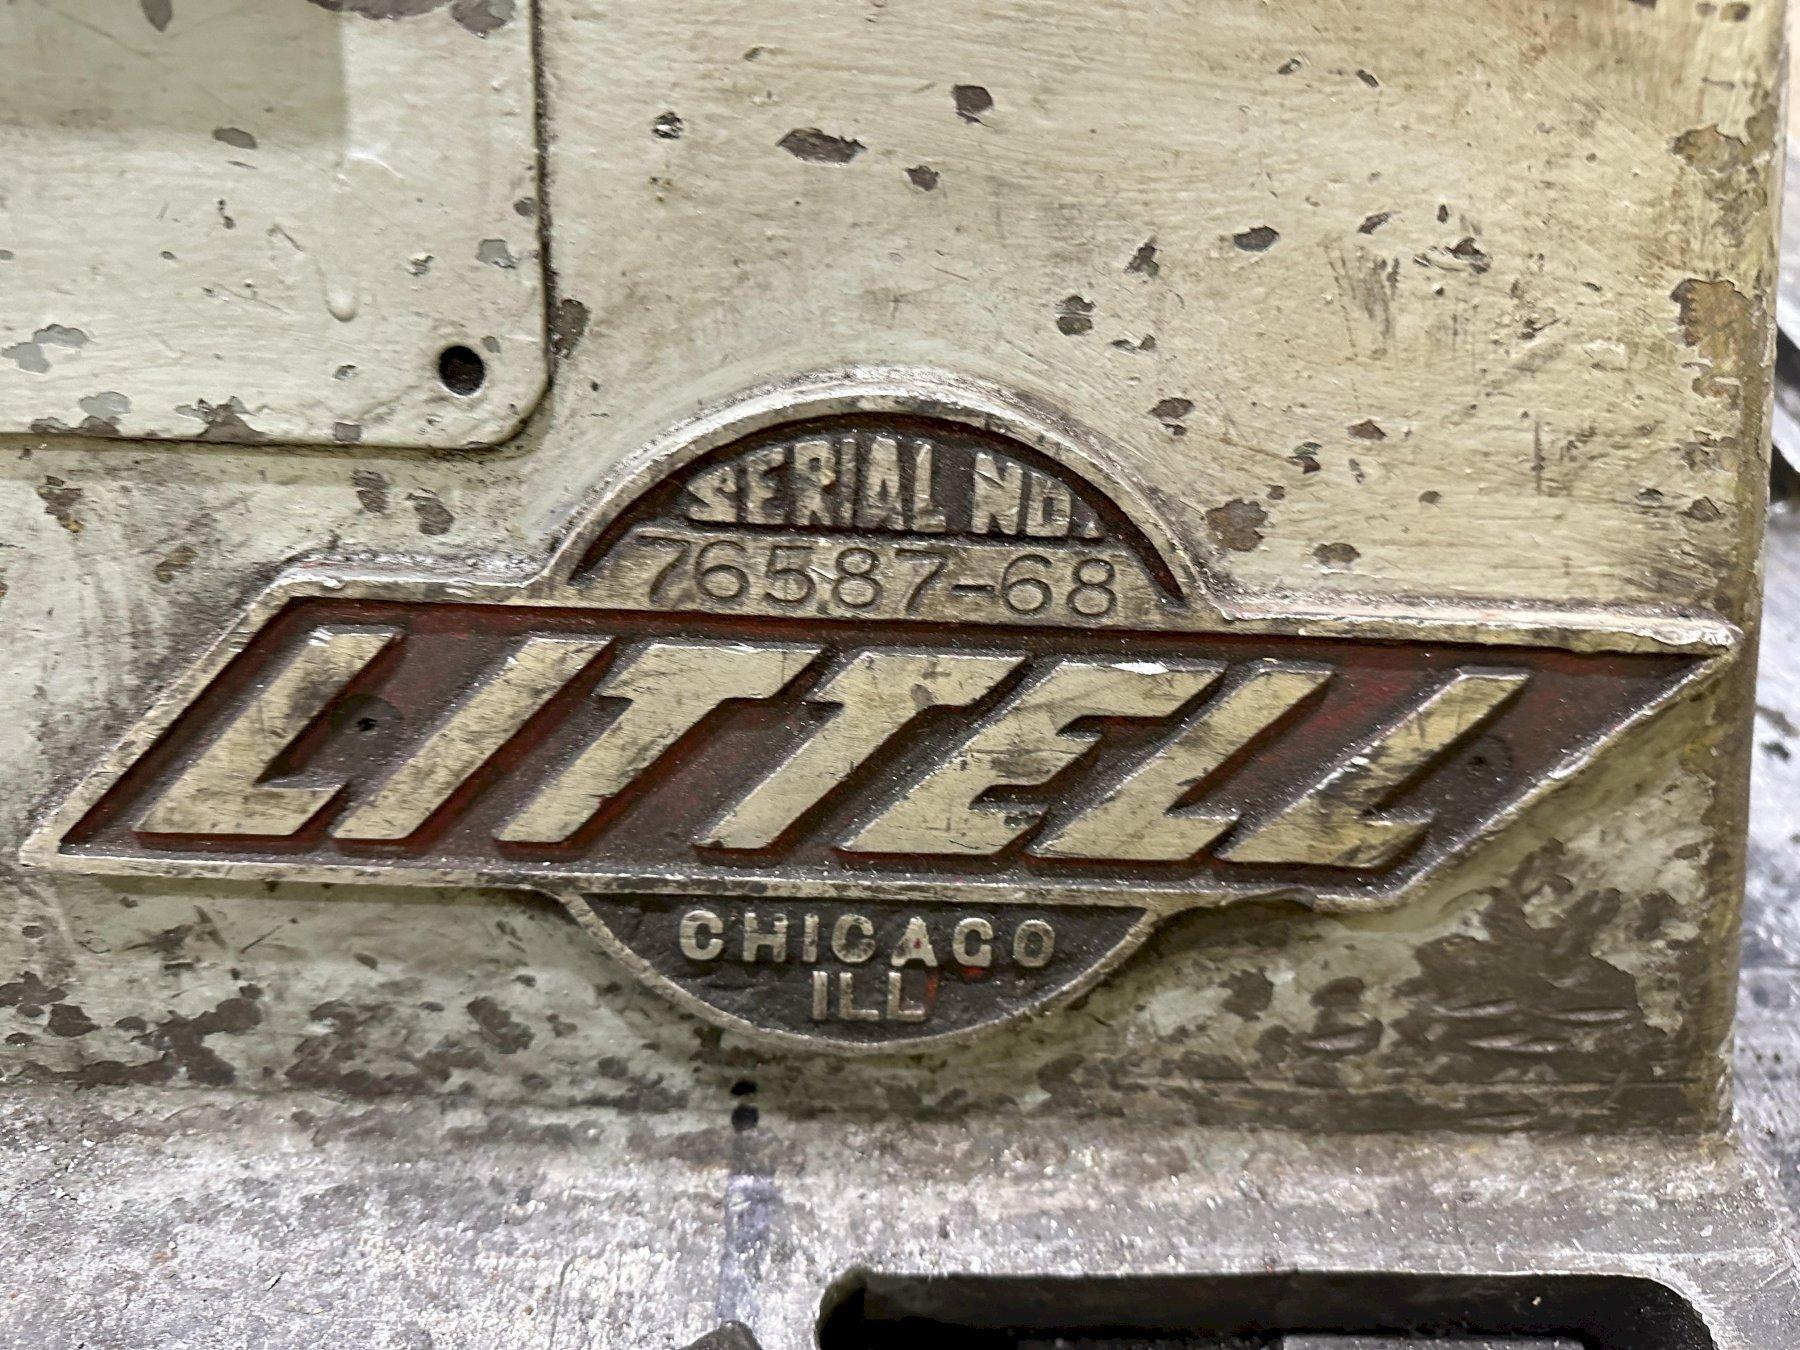 SERIAL NO.
76587-68
LITTELL
CHICAGO
ILL